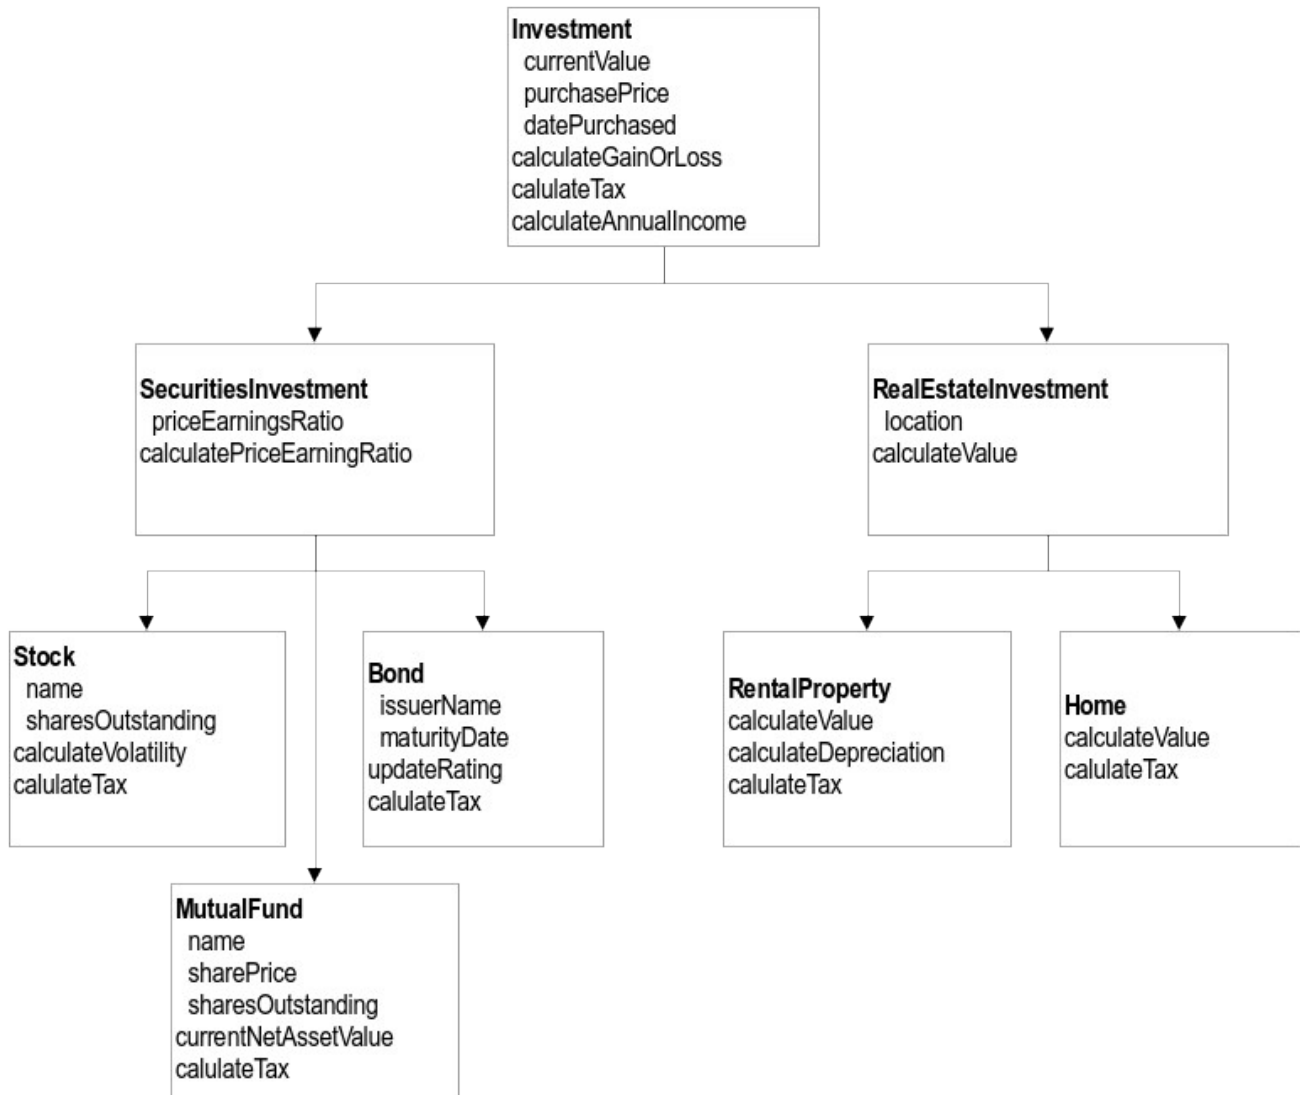 Investment
currentValue
purchasePrice
datePurchased
calculateGainOrLoss
calulateTax
calculateAnnualIncome
SecuritiesInvestment
priceEarningsRatio
calculatePriceEarningRatio
RealEstateInvestment
location
calculateValue
Stock
name
sharesOutstanding
calculateVolatility
calulateTax
Bond
issuerName
maturityDate
updateRating
calulateTax
RentalProperty
calculateValue
calculateDepreciation
calulateTax
Home
calculateValue
calulateTax
MutualFund
name
sharePrice
sharesOutstanding
currentNetAssetValue
calulateTax